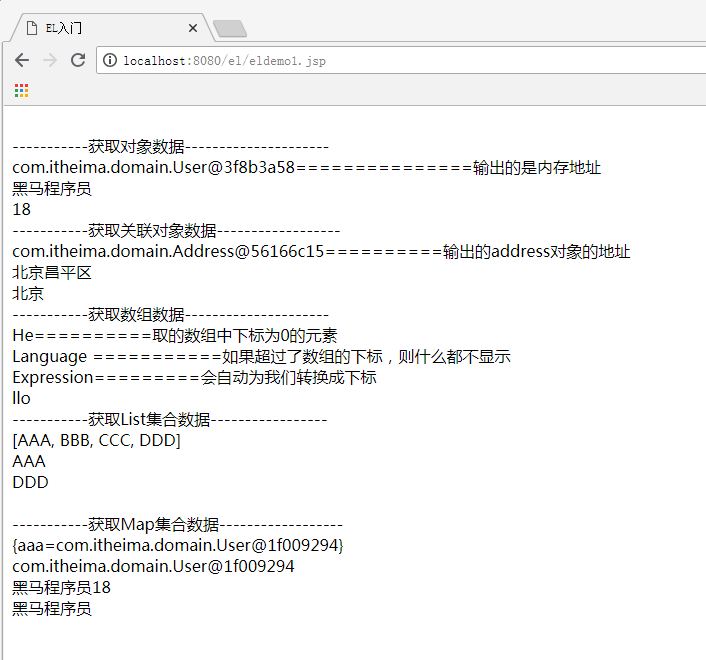 EL入门
localhost:8080/el/eldemo1.jsp
-----------获取对象数据---------------------
com.itheima.domain.User@3f8b3a58===============输出的是内存地址
黑马程序员
18
-----------获取关联对象数据------------------
com.itheima.domain.Address@56166c15==========输出的address对象的地址
北京昌平区
北京
-----------获取数组数据---------------------
He==========取的数组中下标为0的元素
Language ===========如果超过了数组的下标，则什么都不显示
Expression=========会自动为我们转换成下标
llo
-----------获取List集合数据-----------------
[AAA, BBB, CCC, DDD]
AAA
DDD
-----------获取Map集合数据------------------
{aaa=com.itheima.domain.User@1f009294}
com.itheima.domain.User@1f009294
黑马程序员18
黑马程序员